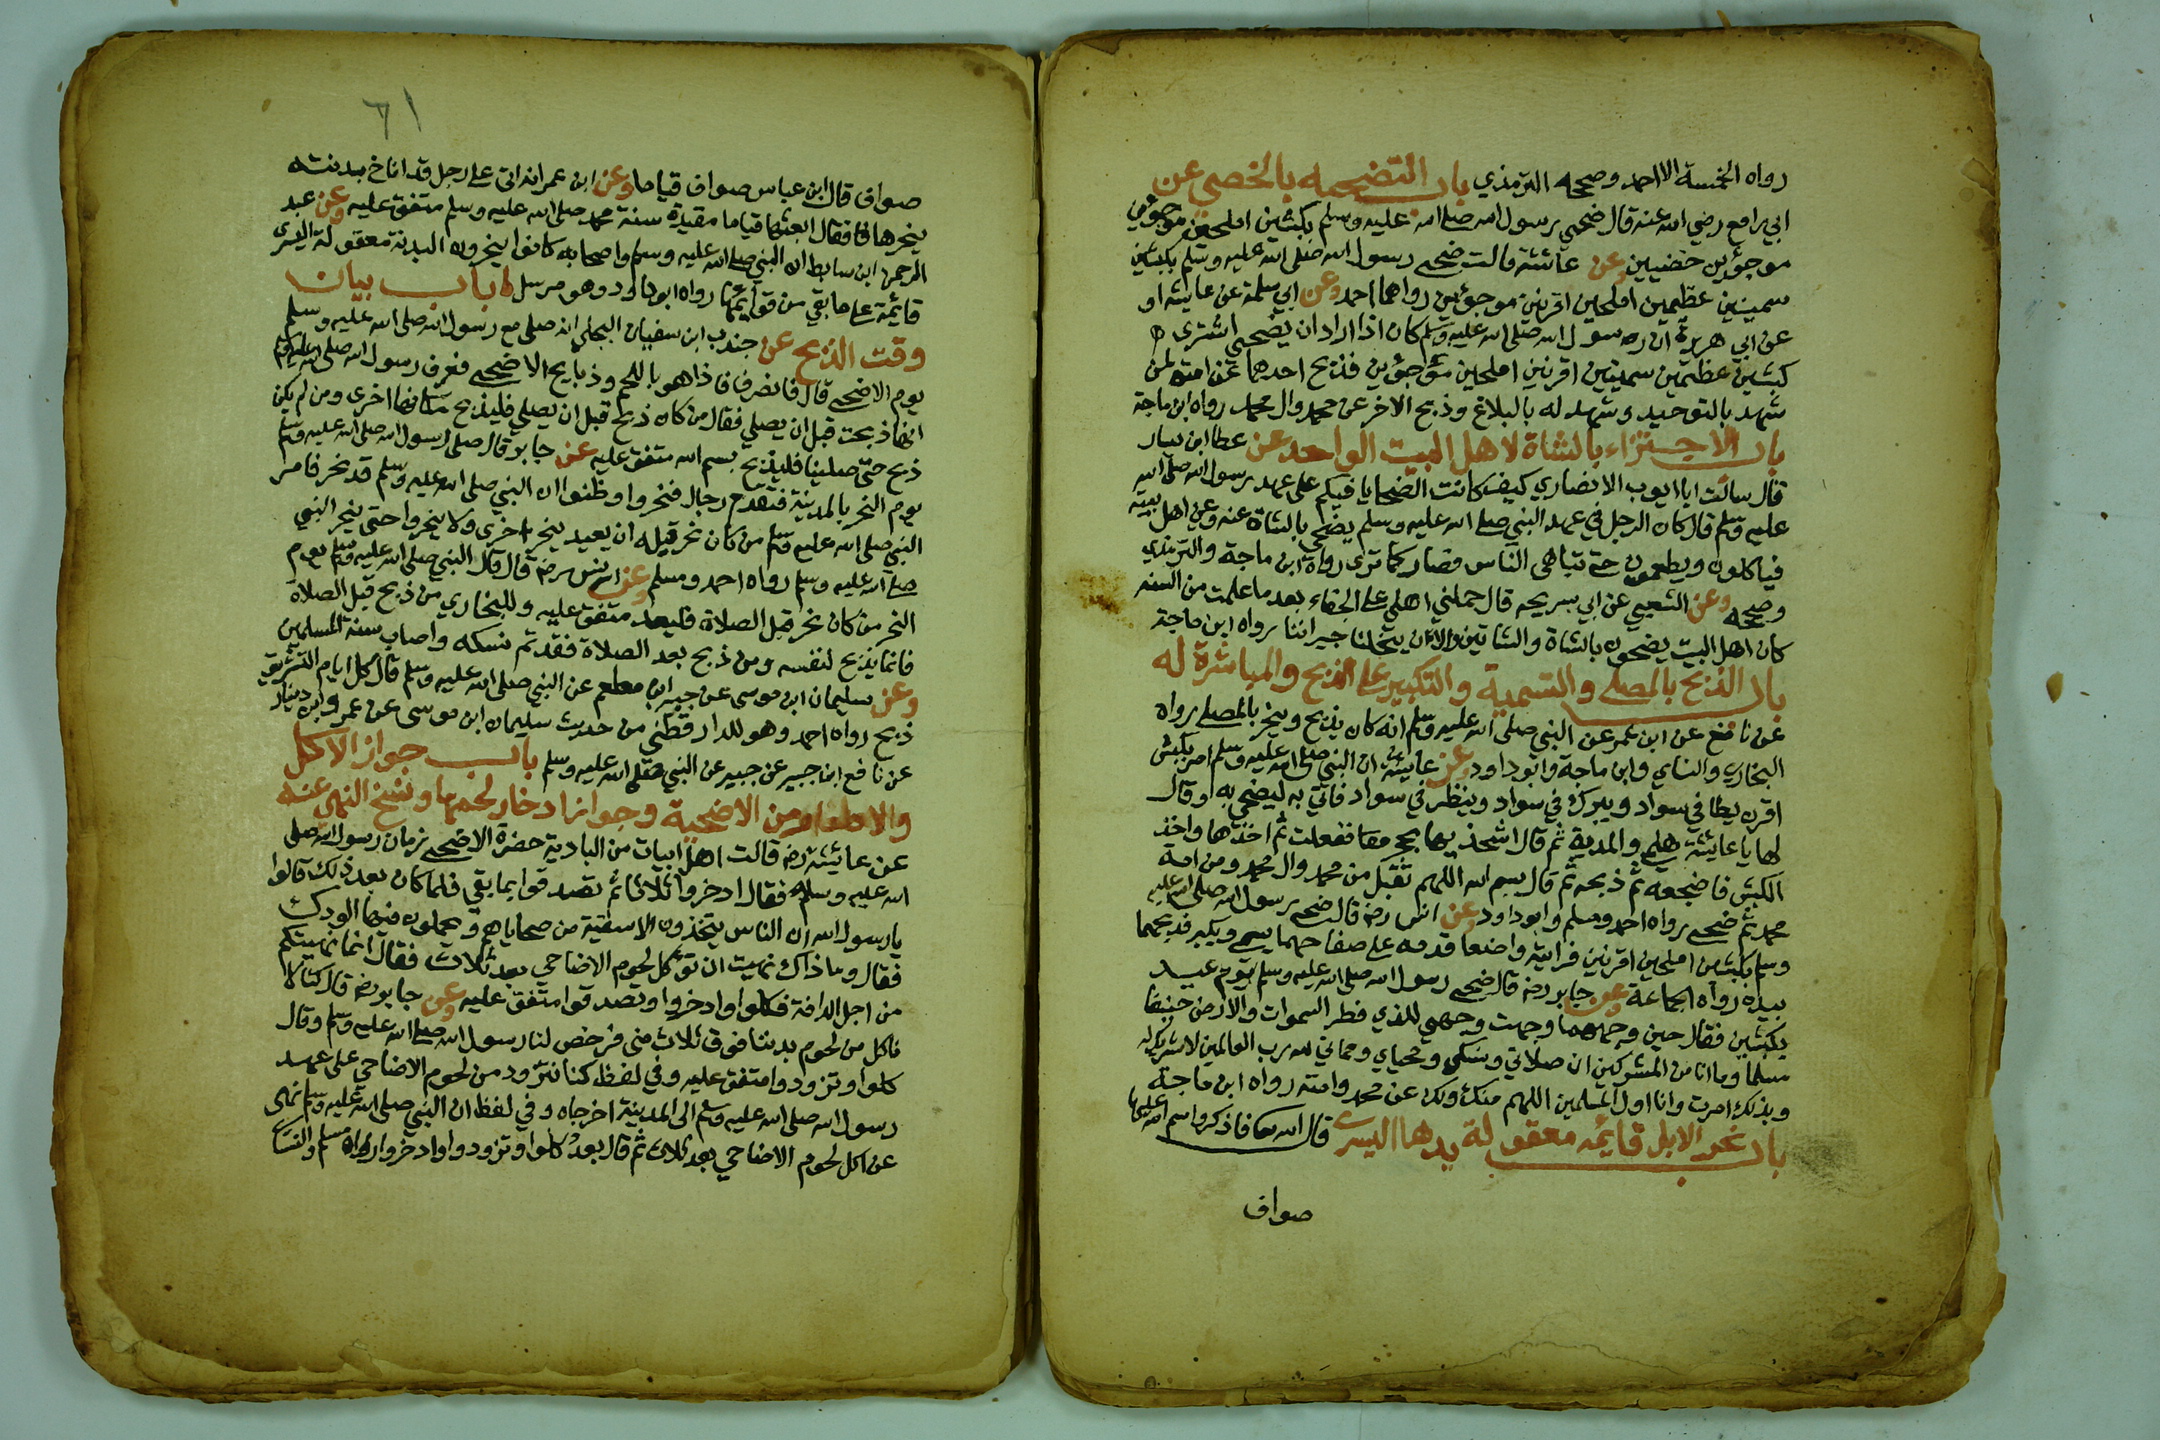 رواه الخمسة الا احمد وصححه الترمذي باب التضحيه بالخصي عن
ابي رافع رضي الله عنه قال ضحى رسول الله صلى الله عليه وسلم بكبشين املحين موجوئين
موجوئين خصيين وعن عائشة قالت ضحى رسول الله صلى الله عليه وسلم بكبشين
سمينين عظيمين املحين اقرنين موجوئين رواهما احمد وعن ابي سلمة عن عايشة او
عن ابي هريرة ان رسول الله صلى الله عليه وسلم كان اذا اراد ان يضحي اشترى
كبشين عظيمين سمينين اقرنين املحين موجوئين فذبح احدهما عن امته لمن
شهد بالتوحيد وشهد له بالبلاغ وذبح الاخر عن محمد وال محمد رواه ابن ماجة
باب الاجتزاء بالشاة لاهل البيت الواحد عن عطا ابن يسار
قال سالت ابا ايوب الانصاري كيف كانت الضحايا فيكم على عهد رسول الله صلى الله
عليه وسلم قال كان الرجل في عهد النبي صلى الله عليه وسلم يضحي بالشاة عنه وعن اهل بيته
فياكلون ويطعمون حتى تباهى الناس فصار كما ترى رواه ابن ماجة والترمذي
وصححه وعن الشعبي عن ابي سريحه قال حملني اهلي على الجفاء بعد ما علمت من السنه
كان اهل البيت يضحون بالشاة والشاتين والان يبخلنا جيراننا رواه ابن ماجة
باب الذبح بالمصلى والتسمية والتكبير على الذبح والمباشرة له
عن نافع عن ابن عمر عن النبي صلى الله عليه وسلم انه كان يذبح وينحر بالمصلى رواه
البخاري والنساي وابن ماجة وابو داود وعن عايشة ان النبي صلى الله عليه وسلم امر بكبش
اقرن يطا في سواد ويبرك في سواد وينظر في سواد فاتي به ليضحي به وقال
لها يا عايشة هلمي والمدية ثم قال اشحذيها بحجر ففعلت ثم اخذها واخذ
الكبش فاضجعه ثم ذبحه ثم قال بسم الله اللهم تقبل من محمد وال محمد ومن امة
محمد ثم ضحى رواه احمد ومسلم وابو داود وعن انس رضه قال ضحى رسول الله صلى الله عليه
وسلم بكبشين املحين اقرنين فرايته واضعا قدمه على صفاحهما يسمي ويكبر فذبحهما
بيده رواه الجماعة وعن جابر رضه قال ضحى رسول الله صلى الله عليه وسلم يوم عيد
بكبشين فقال حين وجههما وجهت وجهي للذي فطر السموات والارض حنيفا
مسلما وما انا من المشركين ان صلاتي ونسكي ومحياي ومماتي لله رب العالمين لا شريك له
وبذلك امرت وانا اول المسلمين اللهم منك ولك عن محمد وامته رواه ابن ماجة
باب نحر الابل قائمه معقولة يدها اليسرى قال الله تعالى فاذكروا اسم الله عليها
صواف
٦١
صواف قال ابن عباس صواف قياما وعن ابن عمر انه اتى على رجل قد اناخ بدنته
ينحرها فقال ابعثها قياما مقيدة سنة محمد صلى الله عليه وسلم متفق عليه وعن عبد
الرحمن ابن سابط ان النبي صلى الله عليه وسلم واصحابه كانوا ينحرون البدنة معقولة اليسرى
قائمة على ما بقي من قوائمها رواه ابو داود وهو مرسل باب بيان
وقت الذبح عن جندب ابن سفيان البجلي انه صلى مع رسول الله صلى الله عليه وسلم
يوم الاضحى قال فانصرف فاذا هو باللحم وذبايح الاضحى فعرف رسول الله صلى الله عليه وسلم
انها ذبحت قبل ان يصلي فقال من كان ذبح قبل ان يصلي فليذبح مكانها اخرى ومن لم يكن
ذبح حتى صلينا فليذبح بسم الله متفق عليه عن جابر قال صلى رسول الله صلى الله عليه وسلم
يوم النحر بالمدينة فتقدم رجال فنحروا وظنوا ان النبي صلى الله عليه وسلم قد نحر فامر
النبي صلى الله عليه وسلم من كان نحر قبله ان يعيد بنحر اخرى ولا ينحروا حتى ينحر النبي
صلى الله عليه وسلم رواه احمد ومسلم وعن انس رضه قال قال النبي صلى الله عليه وسلم يوم
النحر من كان نحر قبل الصلاة فليعد متفق عليه وللبخاري من ذبح قبل الصلاة
فانما يذبح لنفسه ومن ذبح بعد الصلاة فقد تم نسكه واصاب سنة المسلمين
وعن سليمان ابن موسى عن جبير ابن مطعم عن النبي صلى الله عليه وسلم قال كل ايام التشريق
ذبح رواه احمد وهو للدارقطني من حديث سليمان ابن موسى عن عمرو ابن دينار
عن نافع ابن جبير عن جبير عن النبي صلى الله عليه وسلم باب جواز الاكل
والاطعام من الاضحية وجواز ادخار لحمها ونسخ النهي عنه
عن عائشة رضه قالت اهل ابيات من البادية حضرة الاضحى زمان رسول الله صلى
الله عليه وسلم فقال ادخروا ثلاثا ثم تصدقوا بما بقي فلما كان بعد ذلك قالوا
يا رسول الله ان الناس يتخذون الاسقية من ضحاياهم ويحملون فيها الودك
فقال وما ذاك نهيت ان تؤكل لحوم الاضاحي بعد ثلاث فقال انما نهيتكم
من اجل الدافة فكلوا وادخروا وتصدقوا متفق عليه وعن جابر رضه قال كنا لا
ناكل من لحوم بدننا فوق ثلاث منى فرخص لنا رسول الله صلى الله عليه وسلم وقال
كلوا وتزودوا متفق عليه وفي لفظ كنا نتزود من لحوم الاضاحي على عهد
رسول الله صلى الله عليه وسلم الى المدينة اخرجاه وفي لفظ ان النبي صلى الله عليه وسلم نهى
عن اكل لحوم الاضاحي بعد ثلاث ثم قال بعد كلوا وتزودوا وادخروا رواه مسلم والنساي